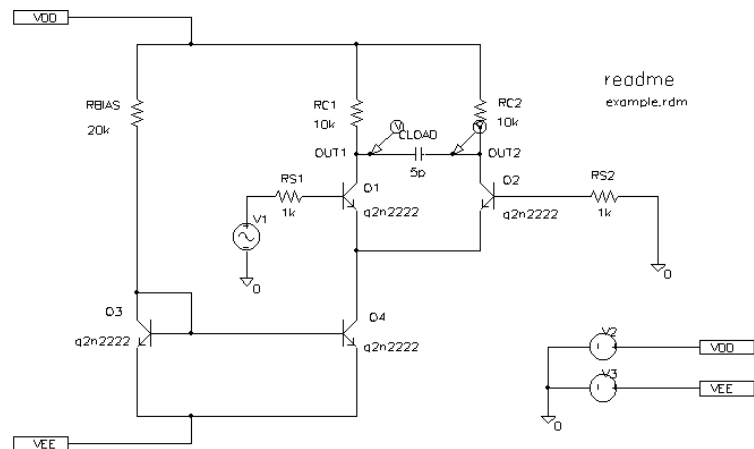 VDD
RBIAS
20k
RC1
10k
RC2
10k
readme
example.rdm
V
V
CLOAD
5p
OUT1
OUT2
RS1
1k
V1
0
Q1
q2n2222
Q2
q2n2222
RS2
1k
0
Q3
q2n2222
Q4
q2n2222
V2
VDD
V3
VEE
0
VEE